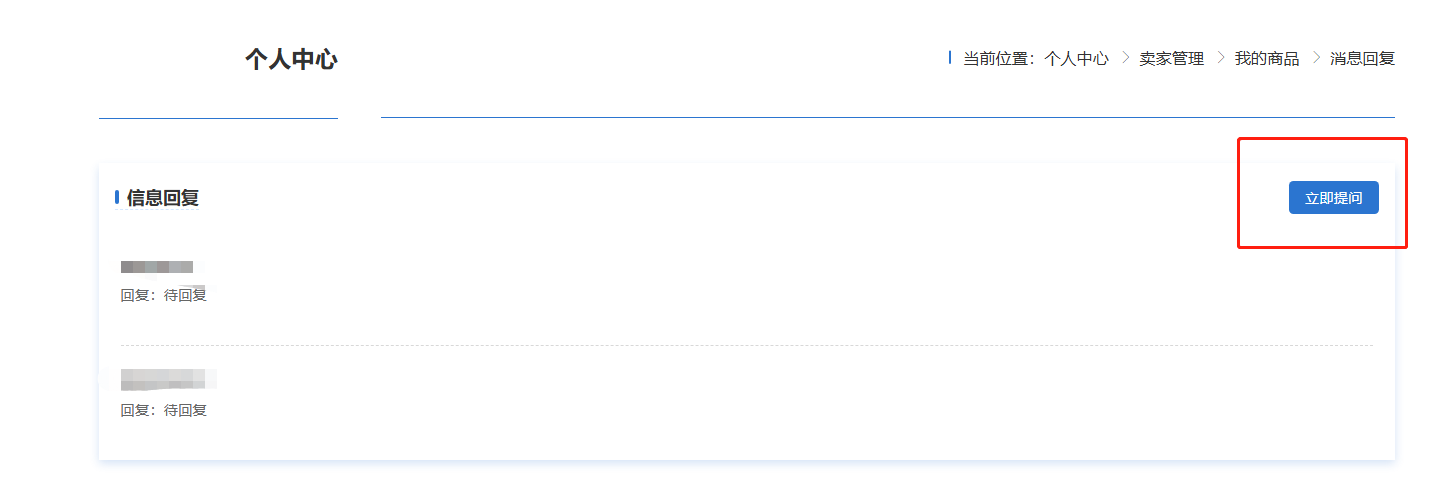 个人中心
当前位置：个人中心 > 卖家管理 > 我的商品 > 消息回复
信息回复
立即提问
回复：待回复
回复：待回复